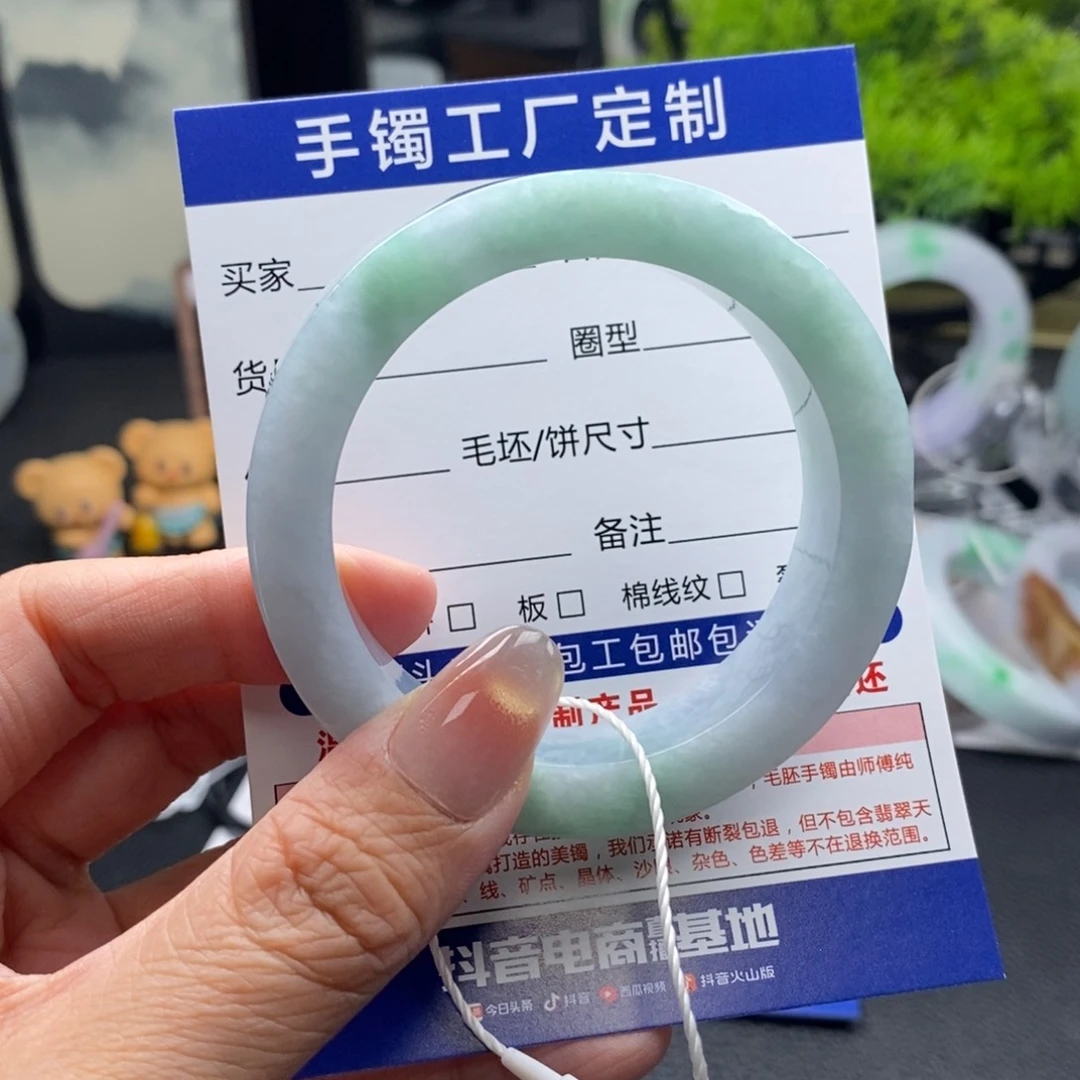 手镯工厂定制
买家
货
圈型
毛坯/饼尺寸
备注
板□ 棉线纹□
包工包邮包
制产品 还
毛胚手镯由师傅纯
打造的美镯，我们承诺有断裂包退，但不包含翡翠天
线、矿点、晶体、沙 、杂色、色差等不在退换范围。
抖音电商直播基地
今日头条 抖音 西瓜视频 抖音火山版